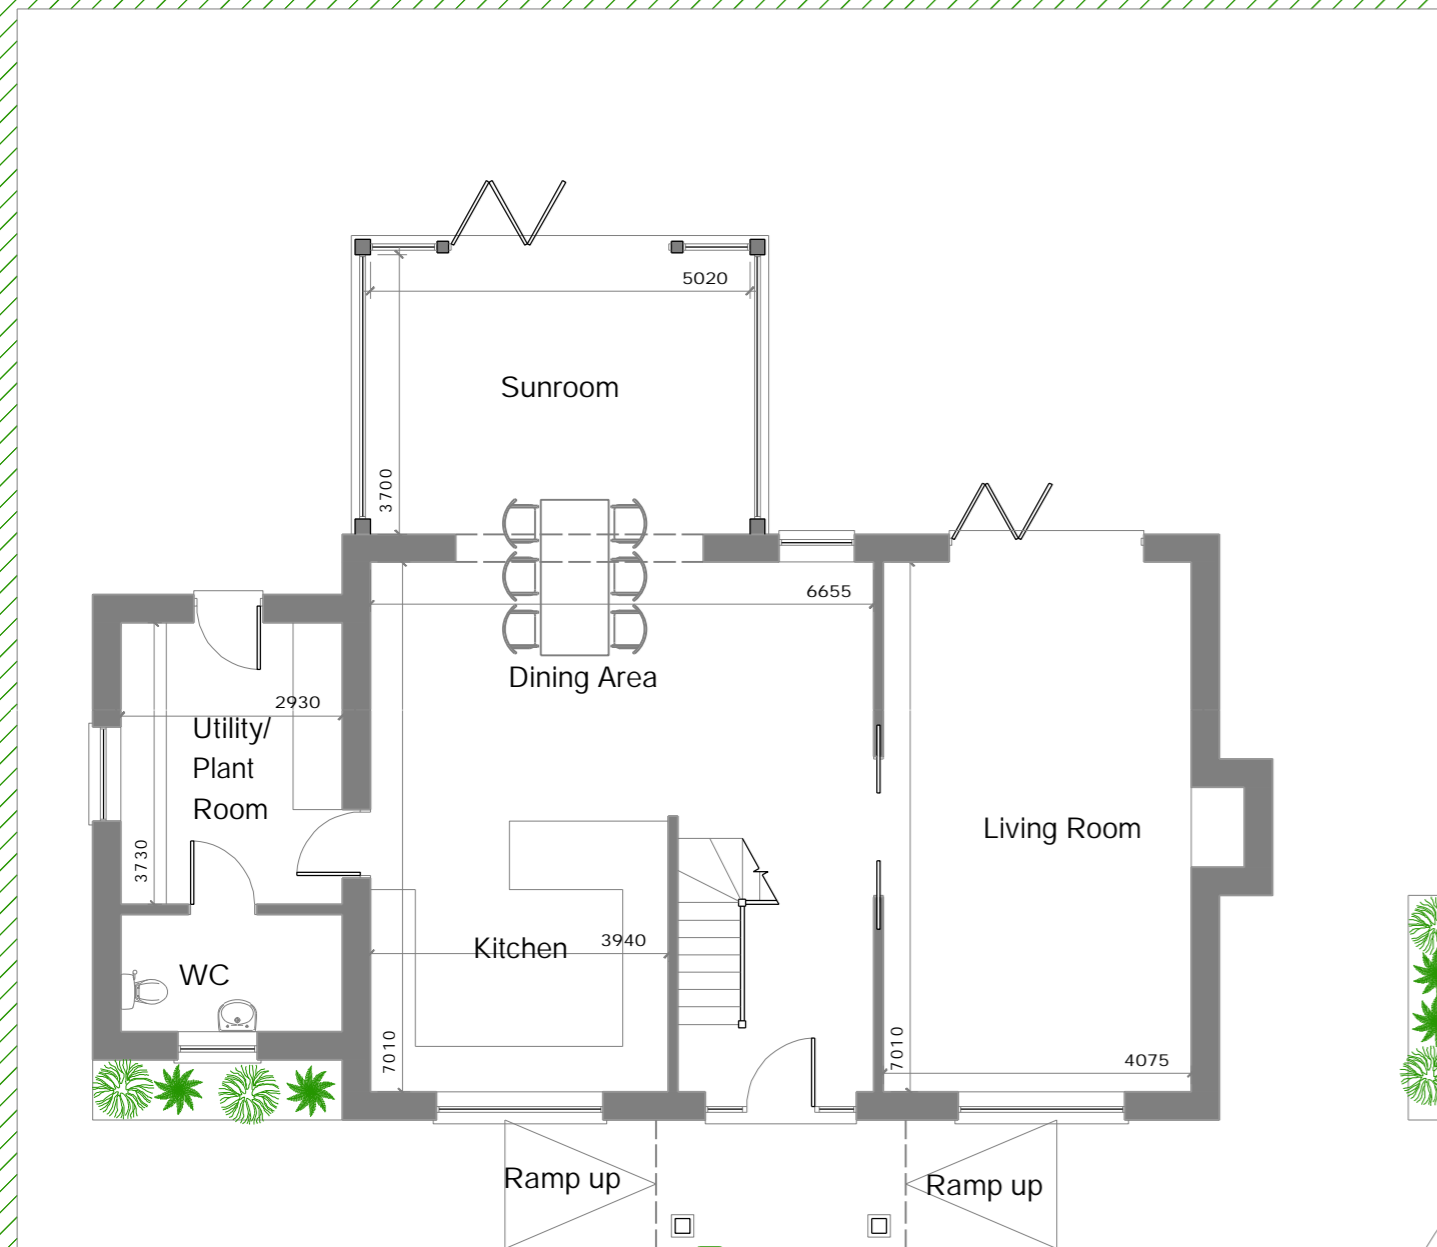 5020
Sunroom
3700
6655
Dining Area
2930
Utility/
Plant
Room
3730
Living Room
Kitchen
3940
WC
7010
7010
4075
Ramp up
Ramp up